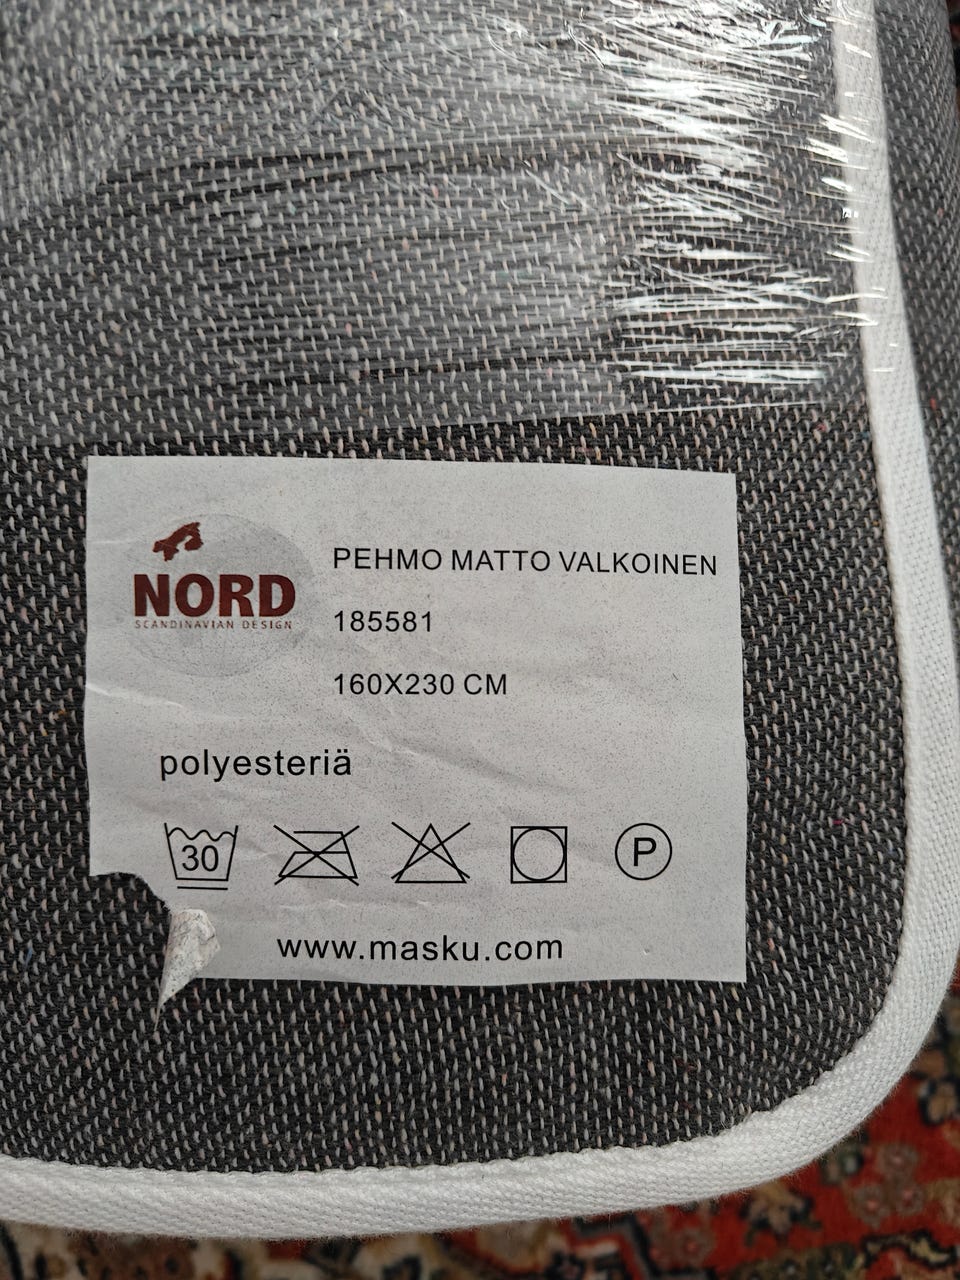 NORD
SCANDINAVIAN DESIGN
PEHMO MATTO VALKOINEN
185581
160X230 CM
polyesteriä
30
P
www.masku.com